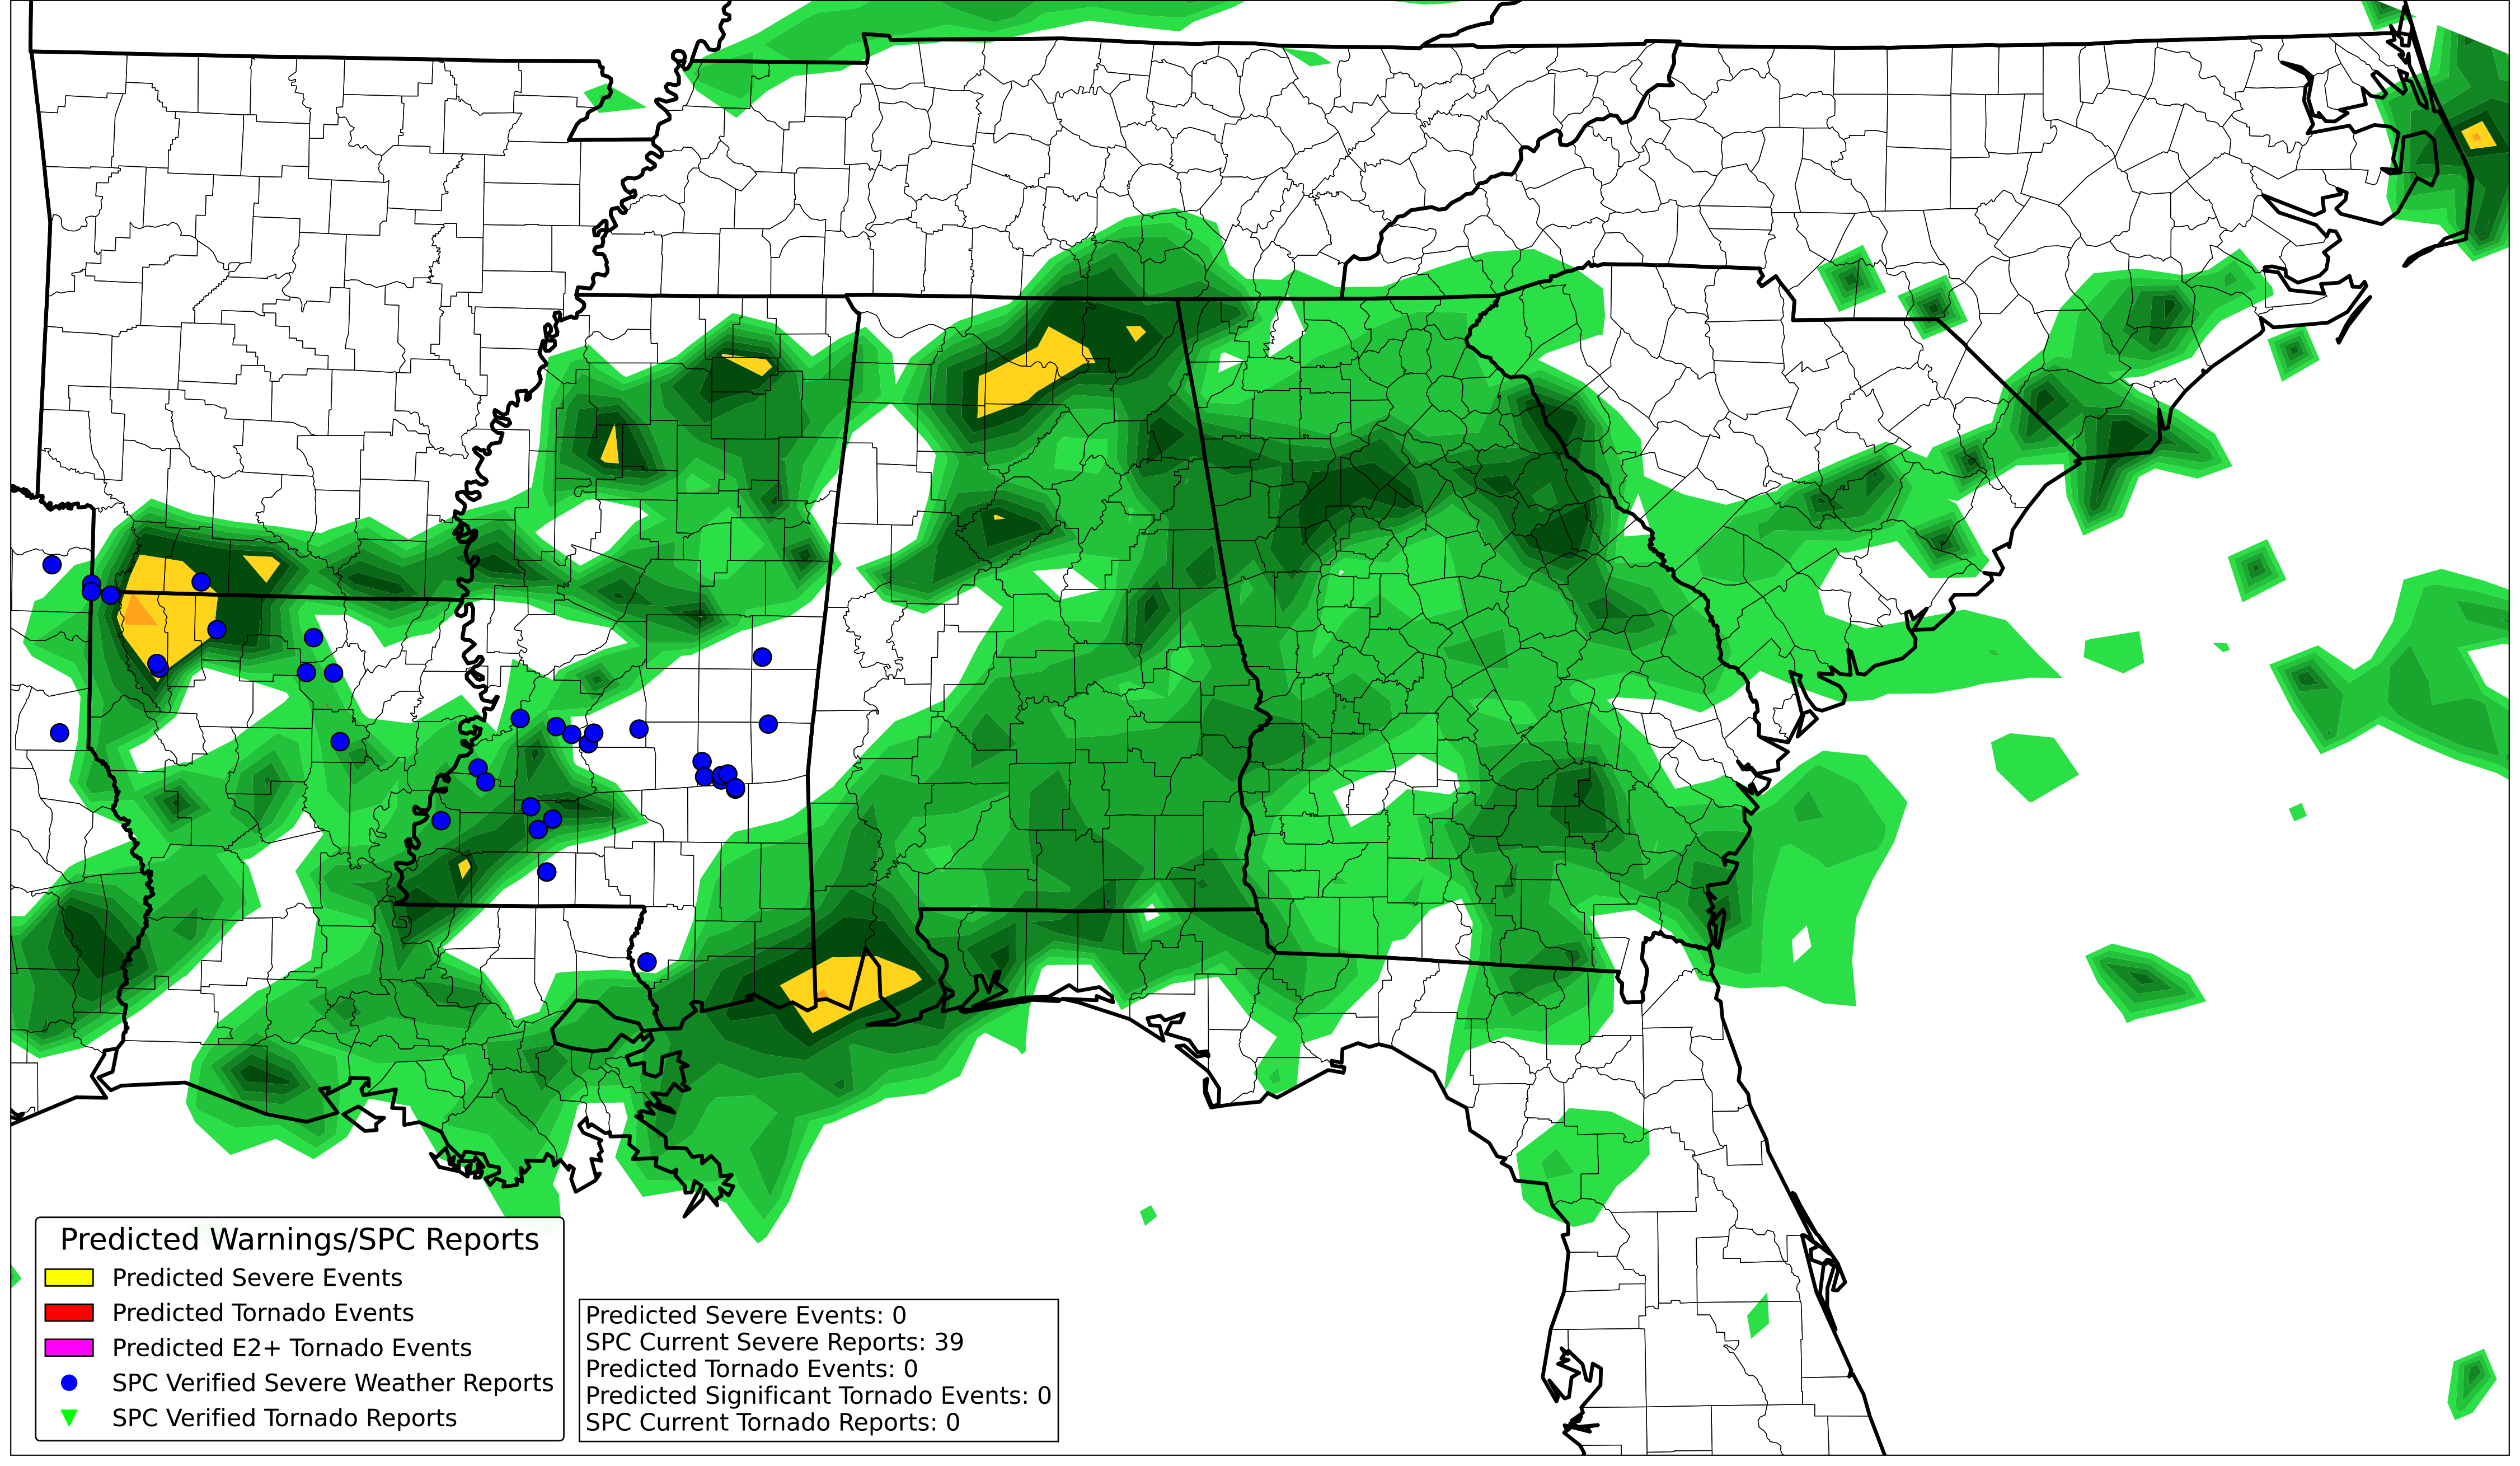 Predicted Warnings/SPC Reports
Predicted Severe Events
Predicted Tornado Events
Predicted E2+ Tornado Events
SPC Verified Severe Weather Reports
SPC Verified Tornado Reports
Predicted Severe Events: 0
SPC Current Severe Reports: 39
Predicted Tornado Events: 0
Predicted Significant Tornado Events: 0
SPC Current Tornado Reports: 0